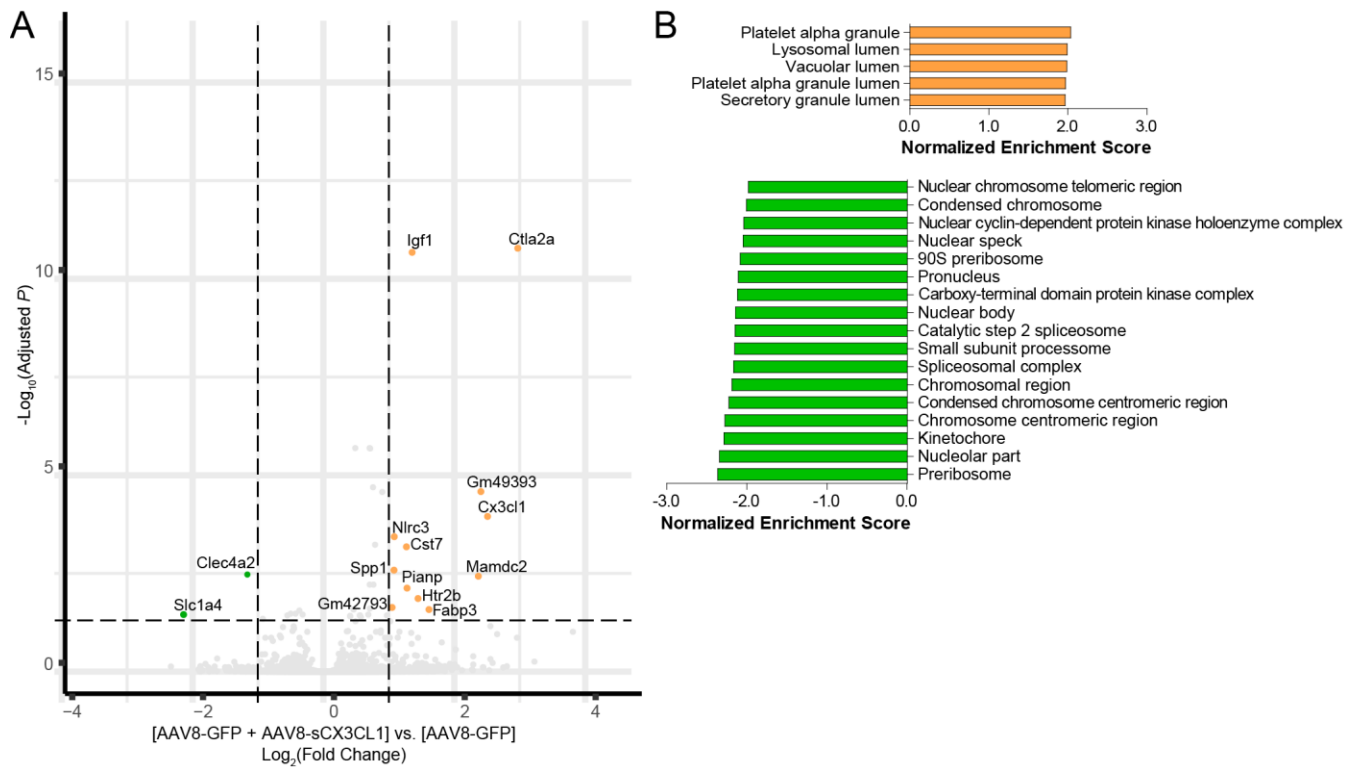 A
15
10
5
0
-Log10(Adjusted P)
Igf1
Ctla2a
Gm49393
Cx3cl1
Nlrc3
Cst7
Clec4a2
Spp1
Pianp
Mamdc2
Slc1a4
Gm42793
Htr2b
Fabp3
−4 −2 0 2 4
[AAV8-GFP + AAV8-sCX3CL1] vs. [AAV8-GFP]
Log2(Fold Change)
B
Platelet alpha granule
Lysosomal lumen
Vacuolar lumen
Platelet alpha granule lumen
Secretory granule lumen
0.0 1.0 2.0 3.0
Normalized Enrichment Score
Nuclear chromosome telomeric region
Condensed chromosome
Nuclear cyclin-dependent protein kinase holoenzyme complex
Nuclear speck
90S preribosome
Pronucleus
Carboxy-terminal domain protein kinase complex
Nuclear body
Catalytic step 2 spliceosome
Small subunit processome
Spliceosomal complex
Chromosomal region
Condensed chromosome centromeric region
Chromosome centromeric region
Kinetochore
Nucleolar part
Preribosome
-3.0 -2.0 -1.0 0.0
Normalized Enrichment Score